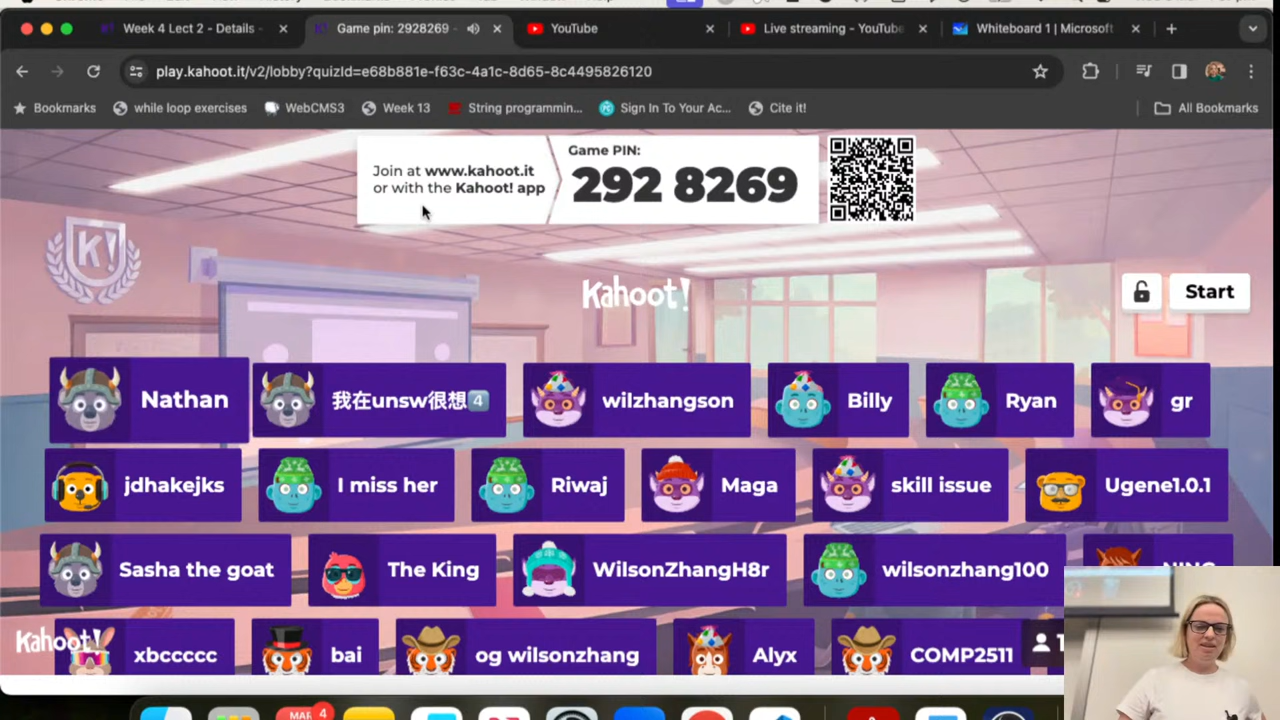 Week 4 Lect 2 - Details -
Game pin: 2928269 -
YouTube
Live streaming - YouTube
Whiteboard 1 | Microsoft
play.kahoot.it/v2/lobby?quizId=e68b881e-f63c-4a1c-8d65-8c4495826120
Bookmarks while loop exercises WebCMS3 Week 13 String programmin... Sign In To Your Ac... Cite it! All Bookmarks
Join at www.kahoot.it
or with the Kahoot! app
Game PIN:
292 8269
K!
Kahoot!
Start
Nathan 我在unsw很想4 wilzhangson Billy Ryan gr
jdhakejks I miss her Riwaj Maga skill issue Ugene1.0.1
Sasha the goat The King WilsonZhangH8r wilsonzhang100
Kahoot!
xbccccc bai og wilsonzhang Alyx COMP2511
MAR 4